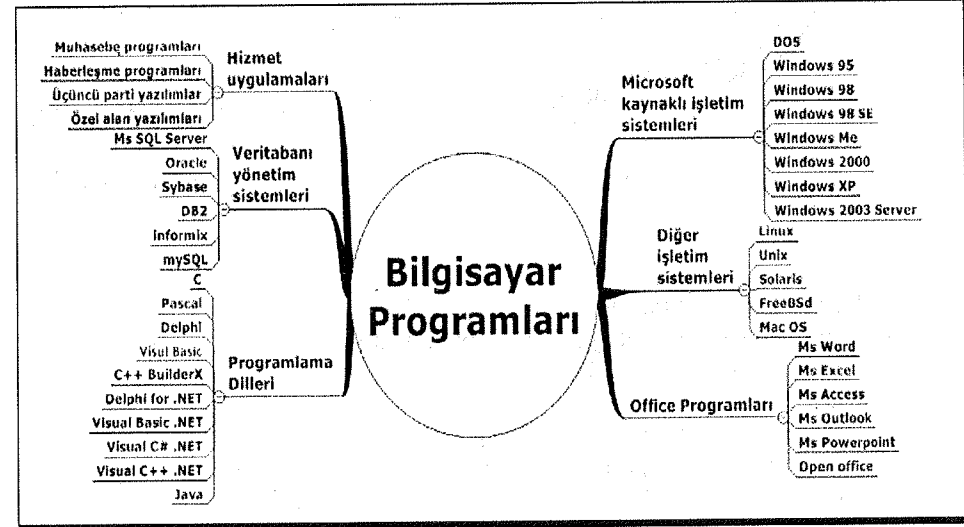 Muhasebe programları
Haberleşme programları
Üçüncü parti yazılımlar
Özel alan yazılımları
Hizmet
uygulamaları
Ms SQL Server
Oracle
Sybase
DB2
informix
mySQL
Veritabanı
yönetim
sistemleri
C
Pascal
Delphi
Visul Basic
C++ BuilderX
Delphi for .NET
Visual Basic .NET
Visual C# .NET
Visual C++ .NET
Java
Programlama
Dilleri
Bilgisayar
Programları
Microsoft
kaynaklı işletim
sistemleri
DOS
Windows 95
Windows 98
Windows 98 SE
Windows Me
Windows 2000
Windows XP
Windows 2003 Server
Diğer
işletim
sistemleri
Linux
Unix
Solaris
FreeBSd
Mac OS
Office Programları
Ms Word
Ms Excel
Ms Access
Ms Outlook
Ms Powerpoint
Open office